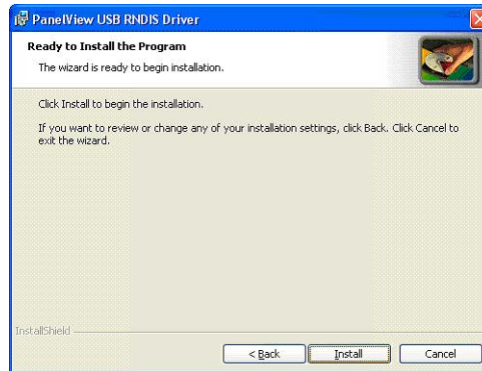 PanelView USB RNDIS Driver
Ready to Install the Program
The wizard is ready to begin installation.
Click Install to begin the installation.
If you want to review or change any of your installation settings, click Back. Click Cancel to
exit the wizard.
InstallShield
< Back Install Cancel